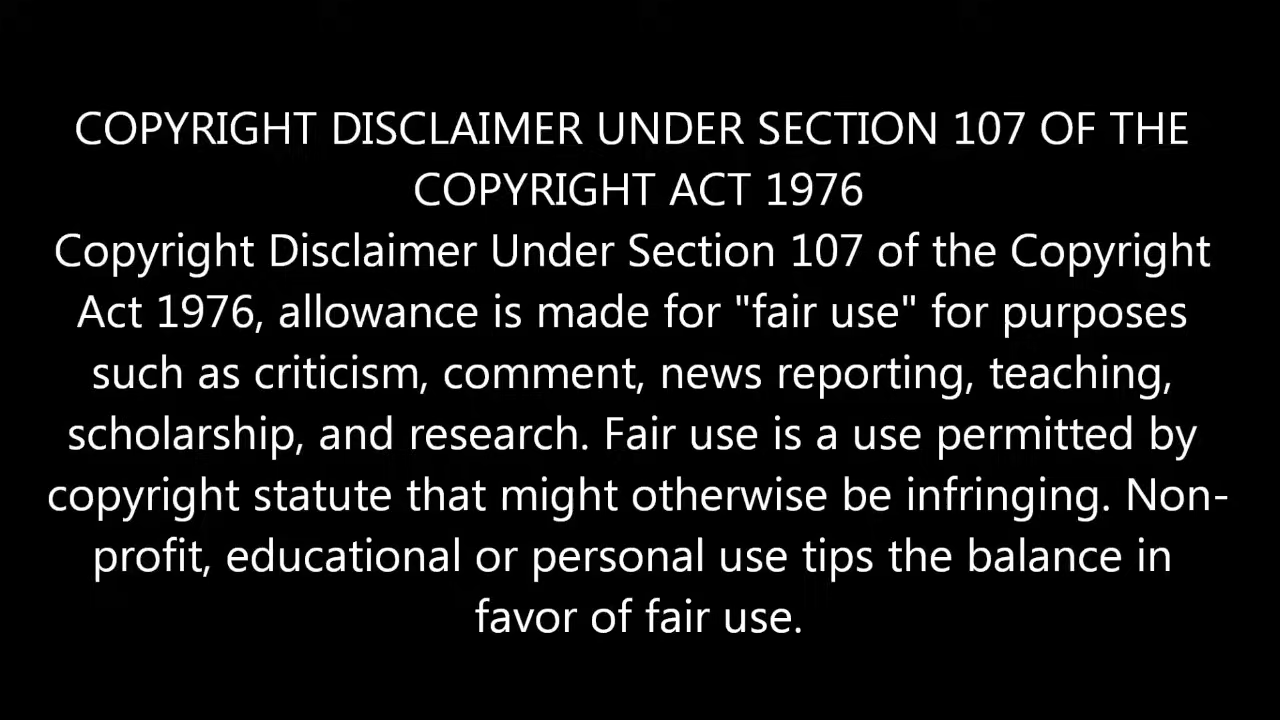 COPYRIGHT DISCLAIMER UNDER SECTION 107 OF THE
COPYRIGHT ACT 1976
Copyright Disclaimer Under Section 107 of the Copyright
Act 1976, allowance is made for "fair use" for purposes
such as criticism, comment, news reporting, teaching,
scholarship, and research. Fair use is a use permitted by
copyright statute that might otherwise be infringing. Non-
profit, educational or personal use tips the balance in
favor of fair use.